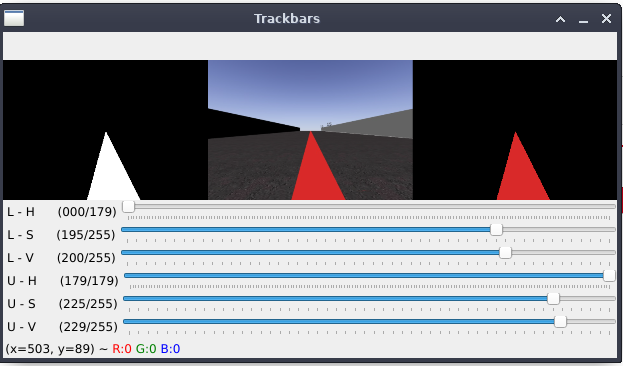 Trackbars
L - H (000/179)
L - S (195/255)
L - V (200/255)
U - H (179/179)
U - S (225/255)
U - V (229/255)
(x=503, y=89) ~ R:0 G:0 B:0